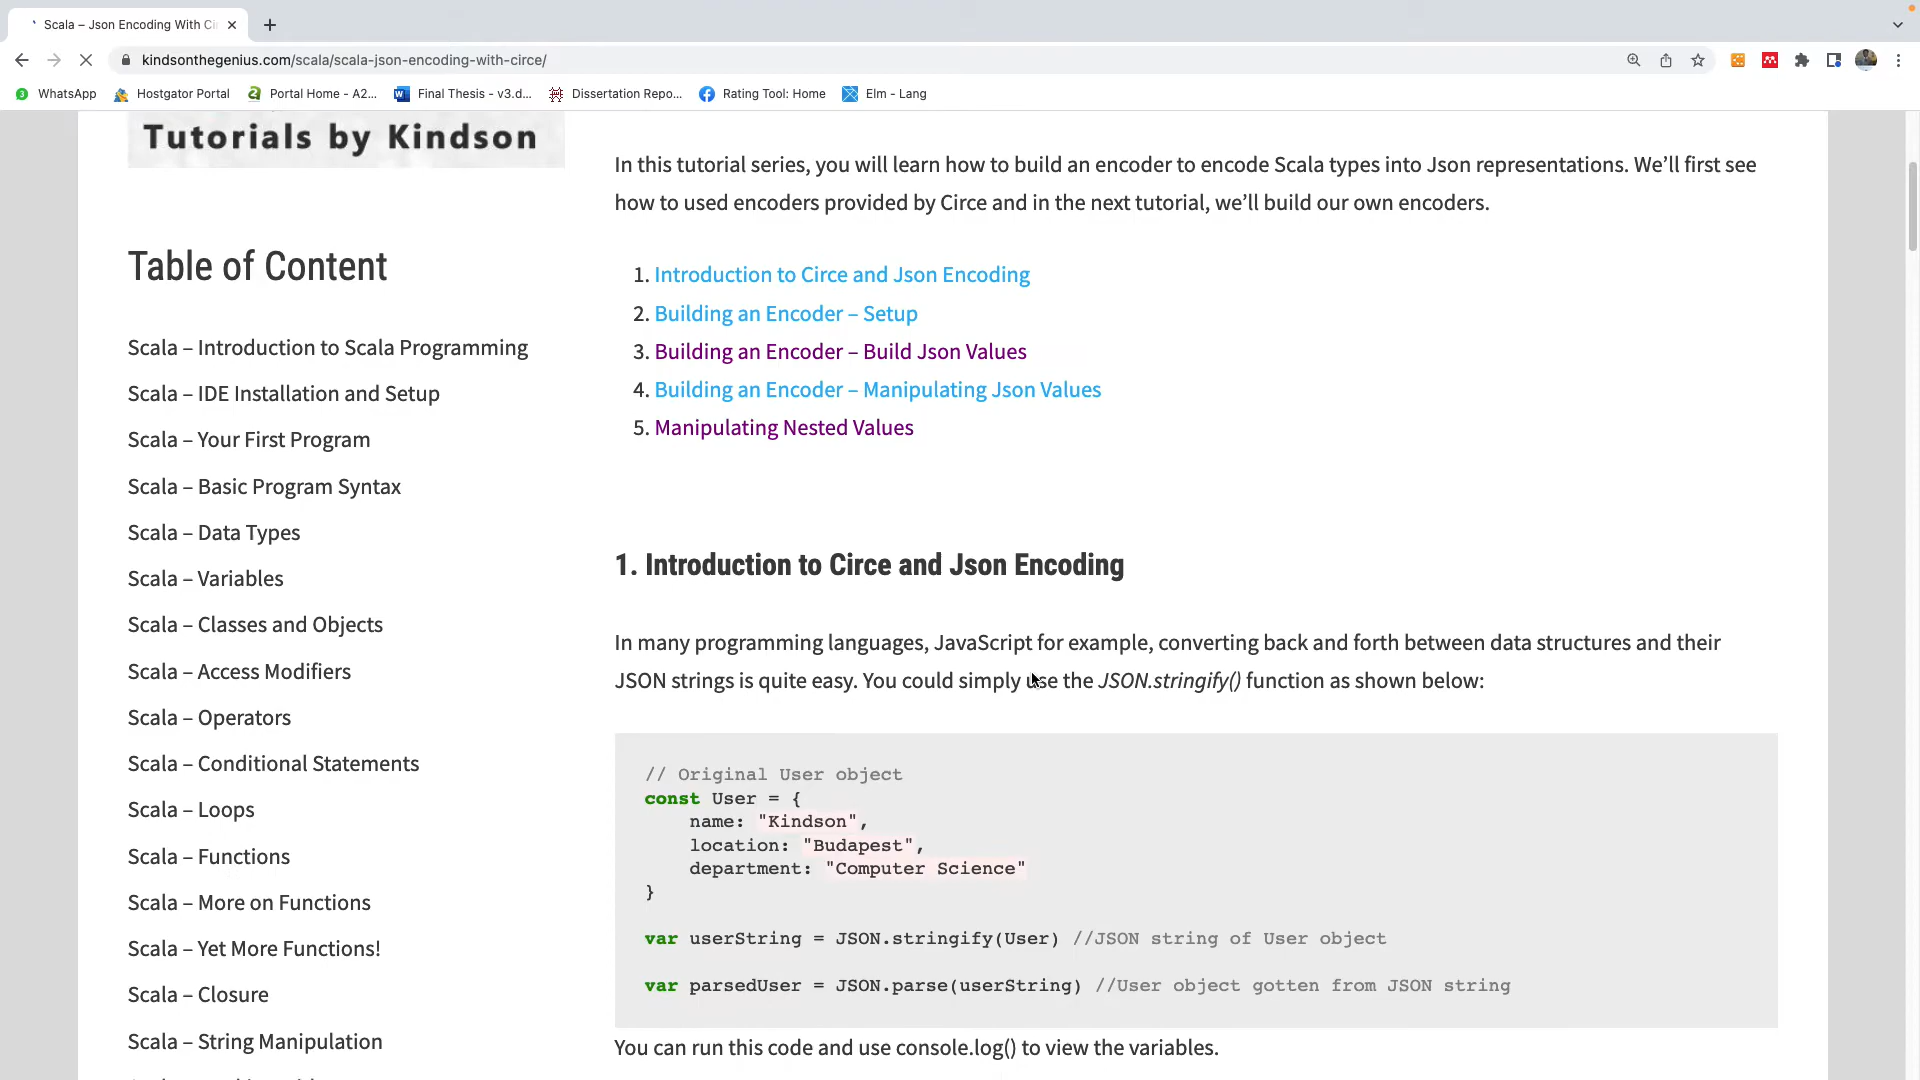 Scala – Json Encoding With Ci
kindsonthegenius.com/scala/scala-json-encoding-with-circe/
WhatsApp
Hostgator Portal
Portal Home - A2...
Final Thesis - v3.d...
Dissertation Repo...
Rating Tool: Home
Elm - Lang
Tutorials by Kindson
Table of Content
Scala – Introduction to Scala Programming
Scala – IDE Installation and Setup
Scala – Your First Program
Scala – Basic Program Syntax
Scala – Data Types
Scala – Variables
Scala – Classes and Objects
Scala – Access Modifiers
Scala – Operators
Scala – Conditional Statements
Scala – Loops
Scala – Functions
Scala – More on Functions
Scala – Yet More Functions!
Scala – Closure
Scala – String Manipulation
In this tutorial series, you will learn how to build an encoder to encode Scala types into Json representations. We’ll first see
how to used encoders provided by Circe and in the next tutorial, we’ll build our own encoders.
1. Introduction to Circe and Json Encoding
2. Building an Encoder – Setup
3. Building an Encoder – Build Json Values
4. Building an Encoder – Manipulating Json Values
5. Manipulating Nested Values
1. Introduction to Circe and Json Encoding
In many programming languages, JavaScript for example, converting back and forth between data structures and their
JSON strings is quite easy. You could simply use the JSON.stringify() function as shown below:
// Original User object
const User = {
name: "Kindson",
location: "Budapest",
department: "Computer Science"
}
var userString = JSON.stringify(User) //JSON string of User object
var parsedUser = JSON.parse(userString) //User object gotten from JSON string
You can run this code and use console.log() to view the variables.